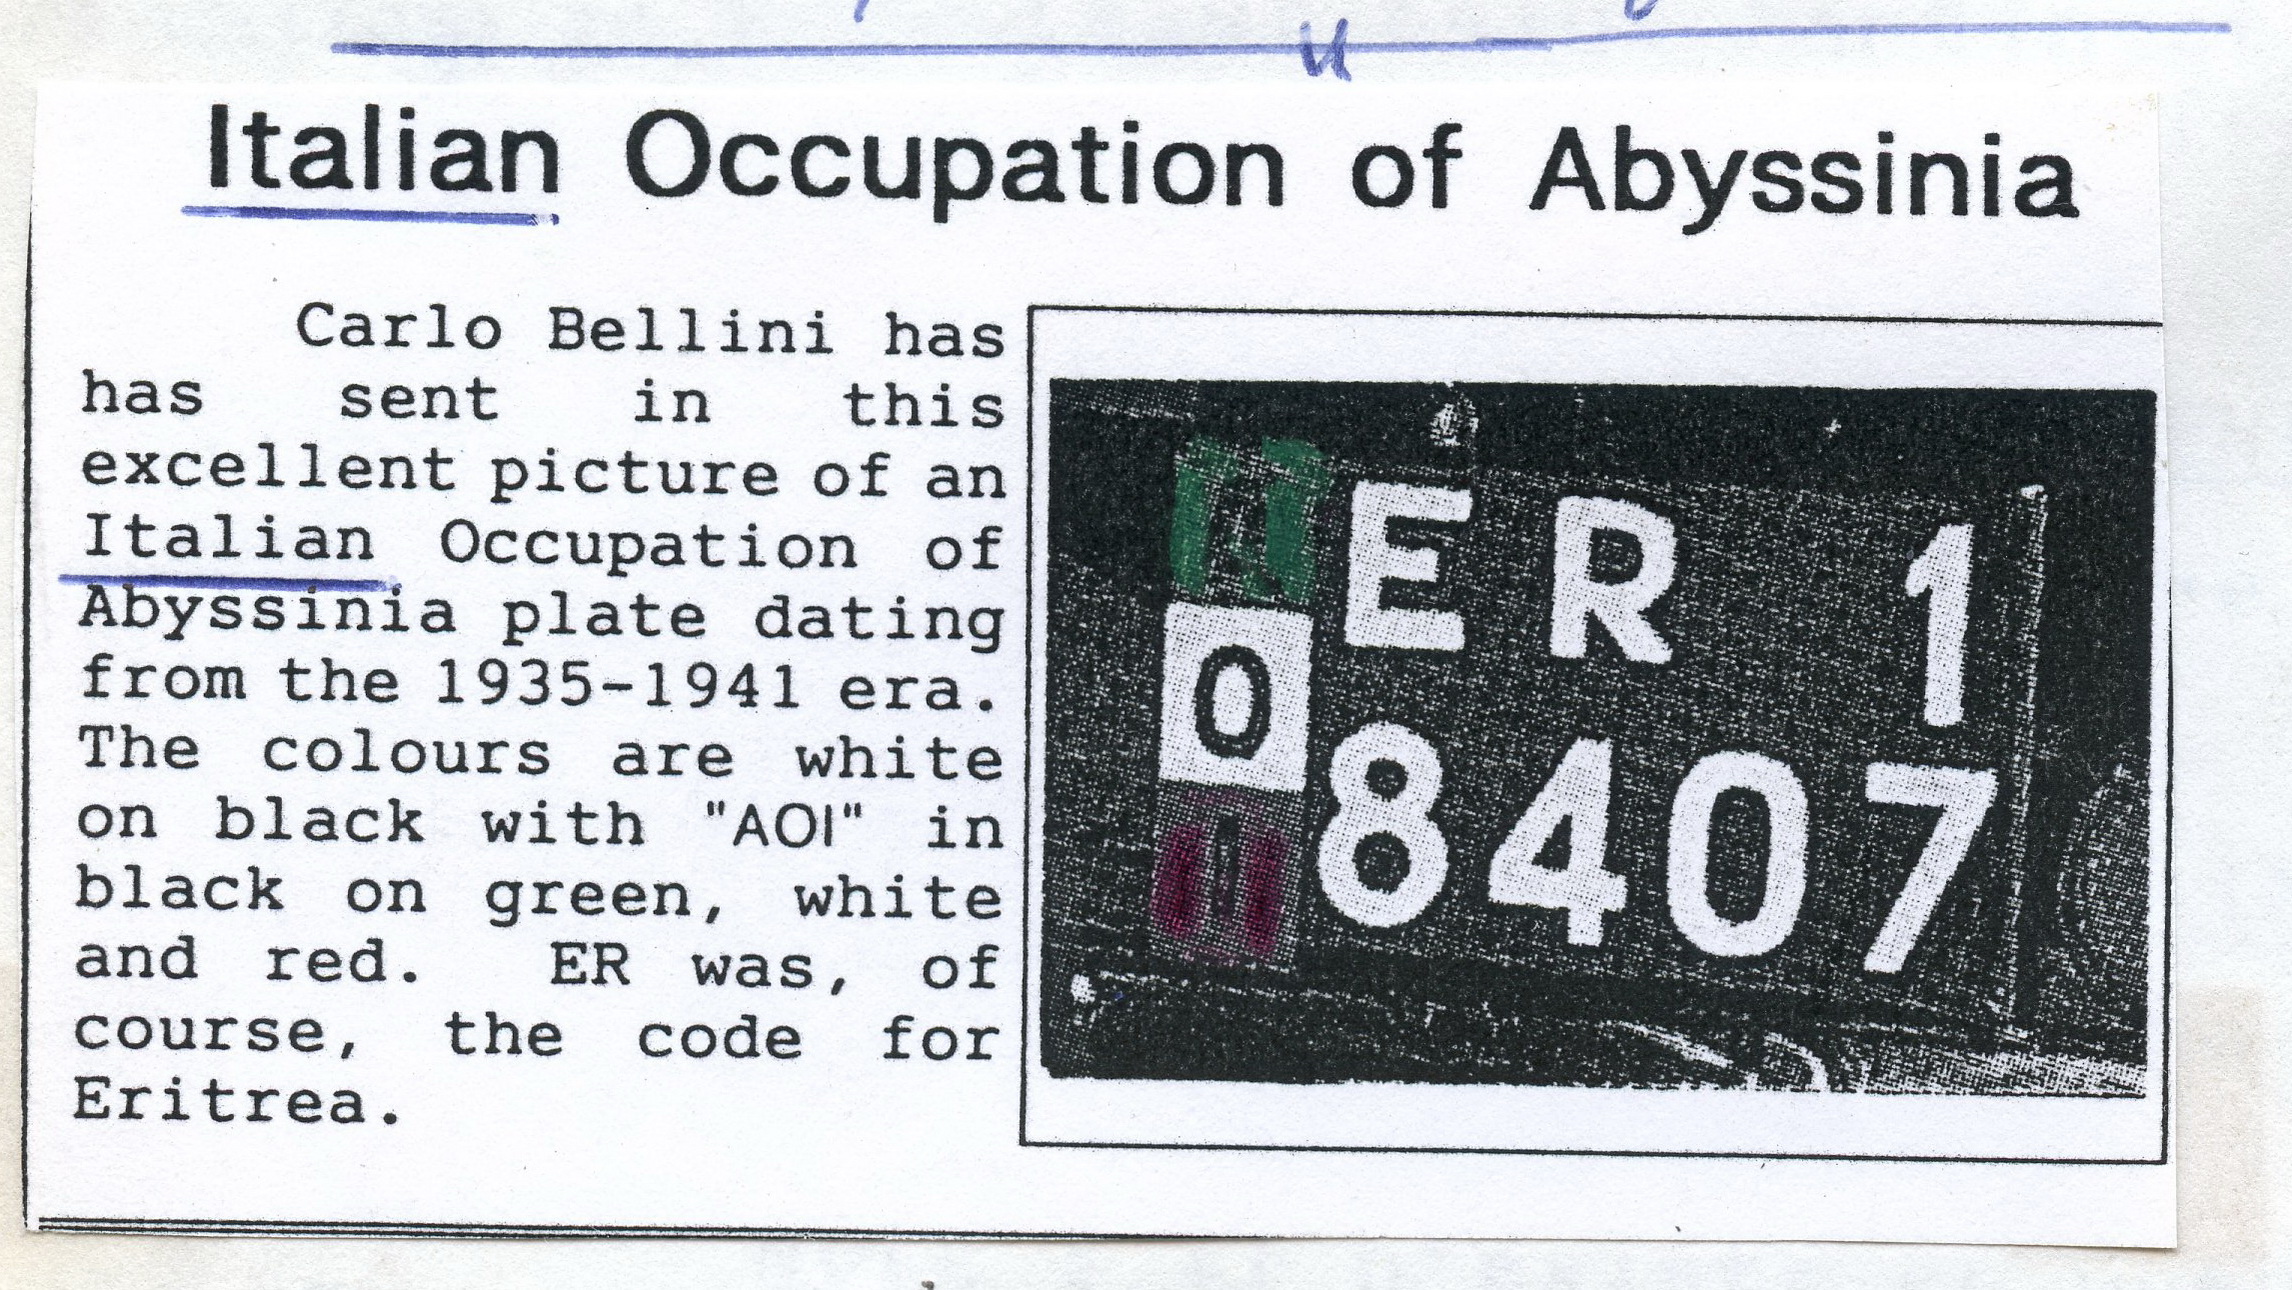 Italian Occupation of Abyssinia
Carlo Bellini has
has sent in this
excellent picture of an
Italian Occupation of
Abyssinia plate dating
from the 1935-1941 era.
The colours are white
on black with "AOI" in
black on green, white
and red. ER was, of
course, the code for
Eritrea.
ER 1
O
I
8407